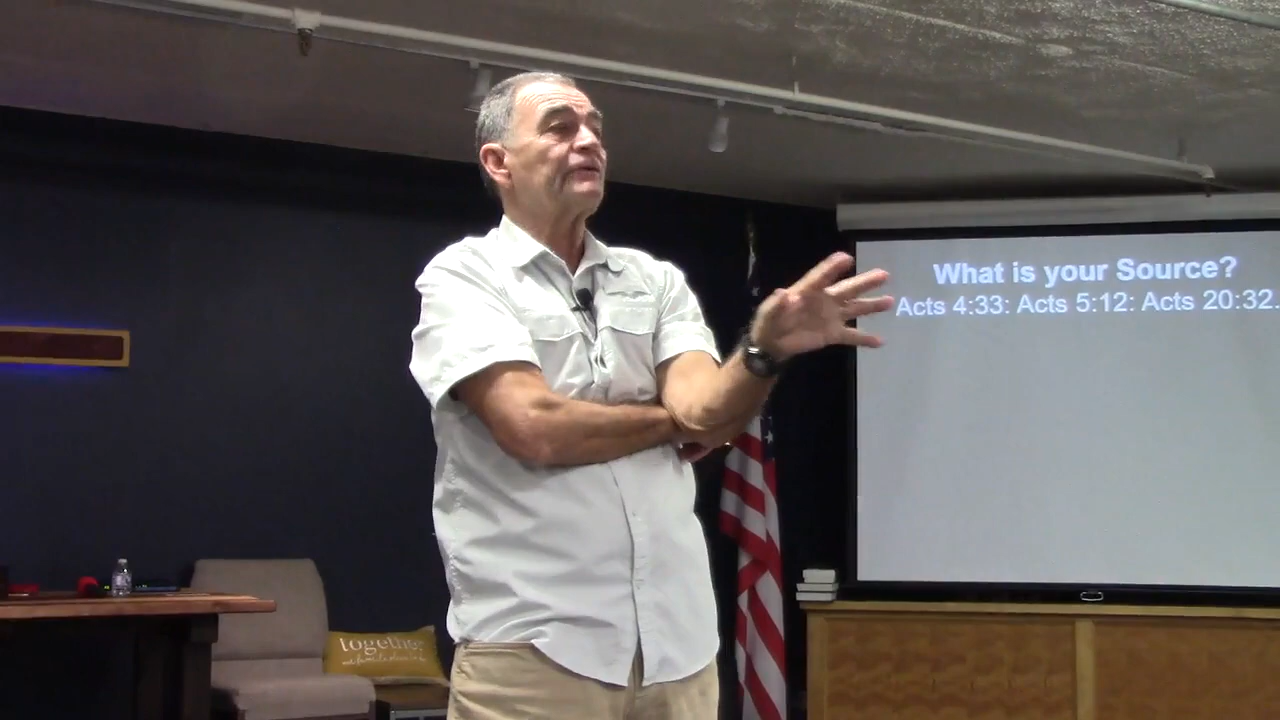 What is your Source?
Acts 4:33: Acts 5:12: Acts 20:32.
together